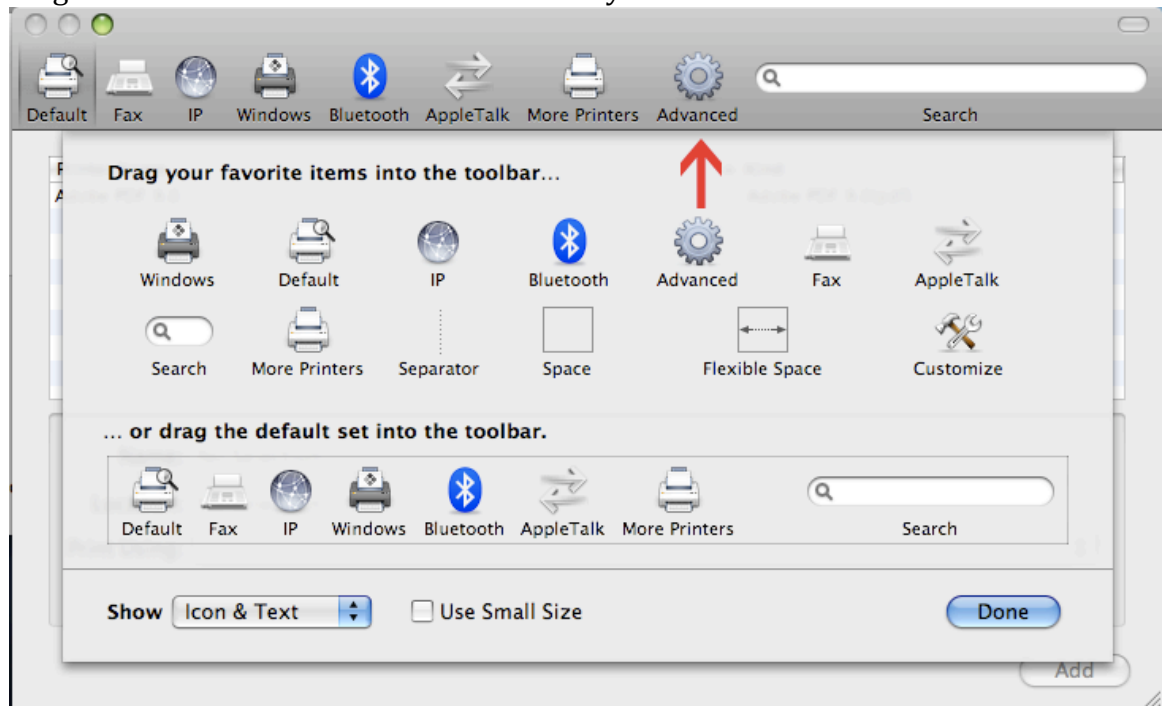 Default Fax IP Windows Bluetooth AppleTalk More Printers Advanced Search
Drag your favorite items into the toolbar...
Windows Default IP Bluetooth Advanced Fax AppleTalk
Search More Printers Separator Space Flexible Space Customize
... or drag the default set into the toolbar.
Default Fax IP Windows Bluetooth AppleTalk More Printers Search
Show Icon & Text Use Small Size Done
Add